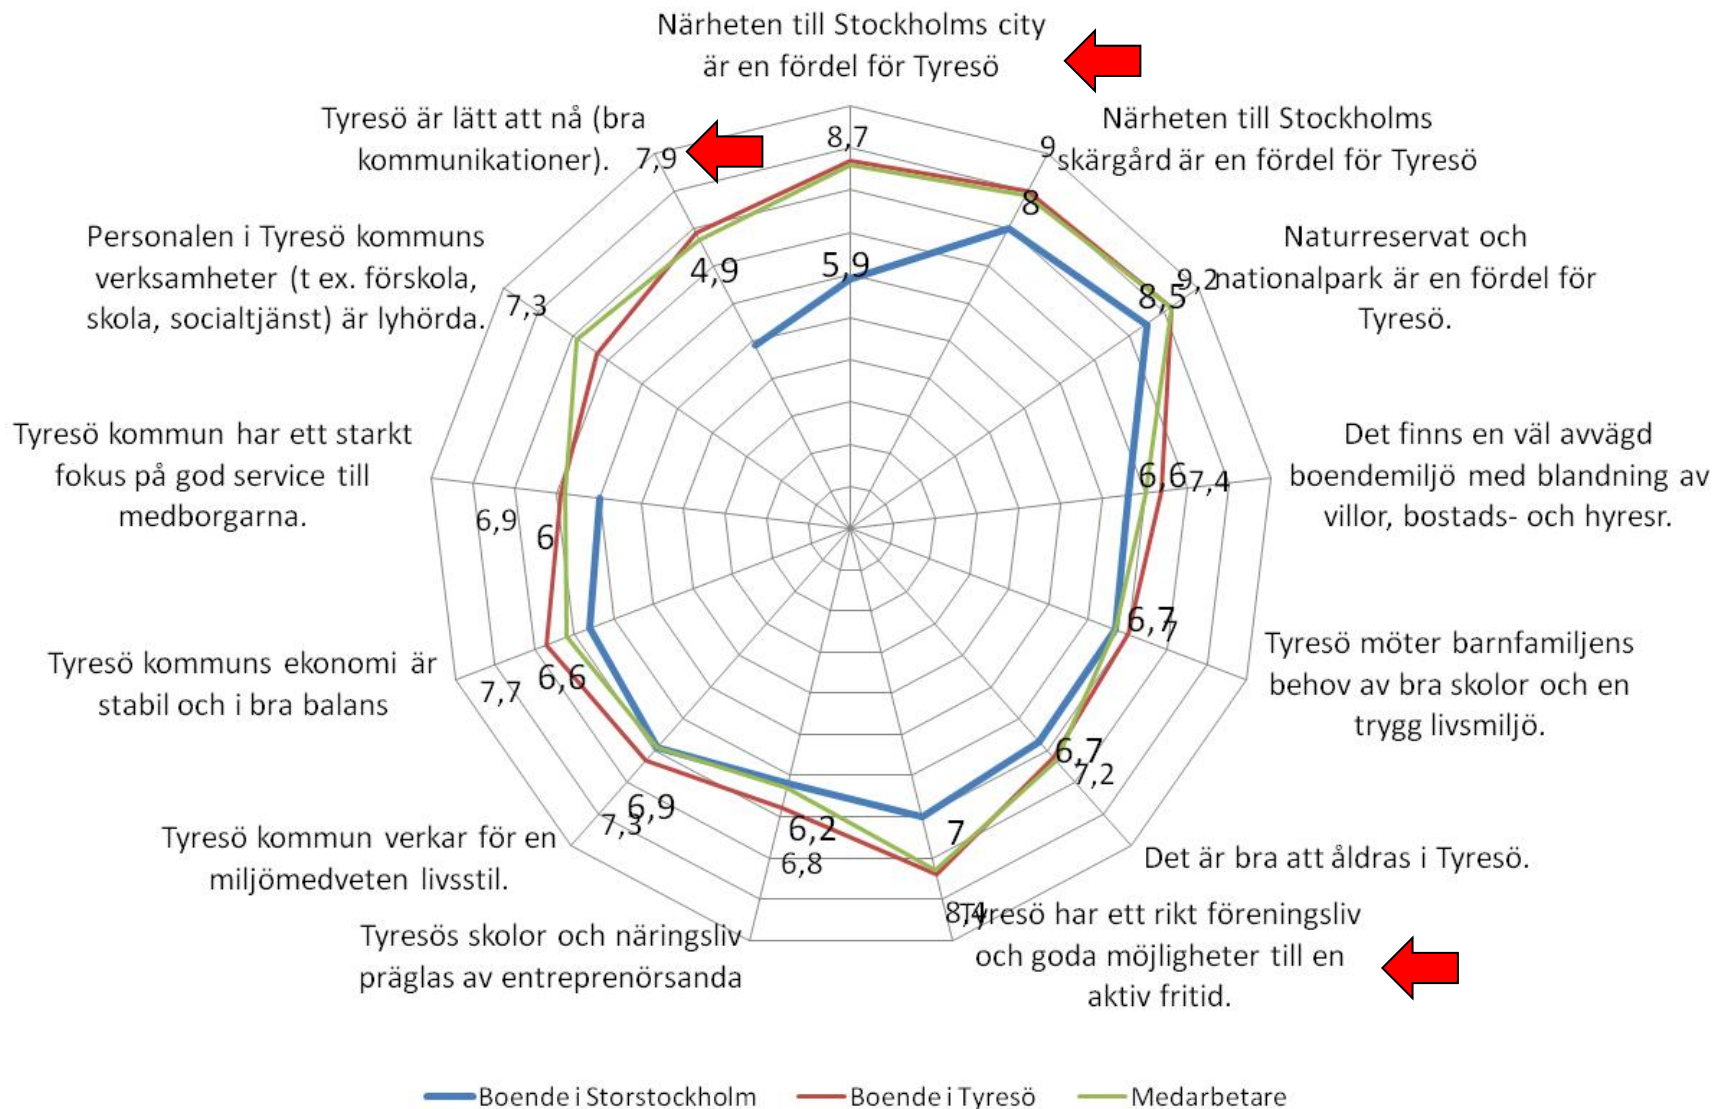 Närheten till Stockholms city
är en fördel för Tyresö
Närheten till Stockholms
skärgård är en fördel för Tyresö
Naturreservat och
nationalpark är en fördel för
Tyresö.
Det finns en väl avvägd
boendemiljö med blandning av
villor, bostads- och hyresr.
Tyresö möter barnfamiljens
behov av bra skolor och en
trygg livsmiljö.
Det är bra att åldras i Tyresö.
Tyresö har ett rikt föreningsliv
och goda möjligheter till en
aktiv fritid.
Tyresös skolor och näringsliv
präglas av entreprenörsanda
Tyresö kommun verkar för en
miljömedveten livsstil.
Tyresö kommuns ekonomi är
stabil och i bra balans
Tyresö kommun har ett starkt
fokus på god service till
medborgarna.
Personalen i Tyresö kommuns
verksamheter (t ex. förskola,
skola, socialtjänst) är lyhörda.
Tyresö är lätt att nå (bra
kommunikationer).
8,7
5,9
9
8
9,2
8,5
6,6
7,4
6,7
7
6,7
7,2
7
8,4
6,2
6,8
6,9
7,3
6,6
7,7
6
6,9
7,3
7,9
4,9
Boende i Storstockholm
Boende i Tyresö
Medarbetare